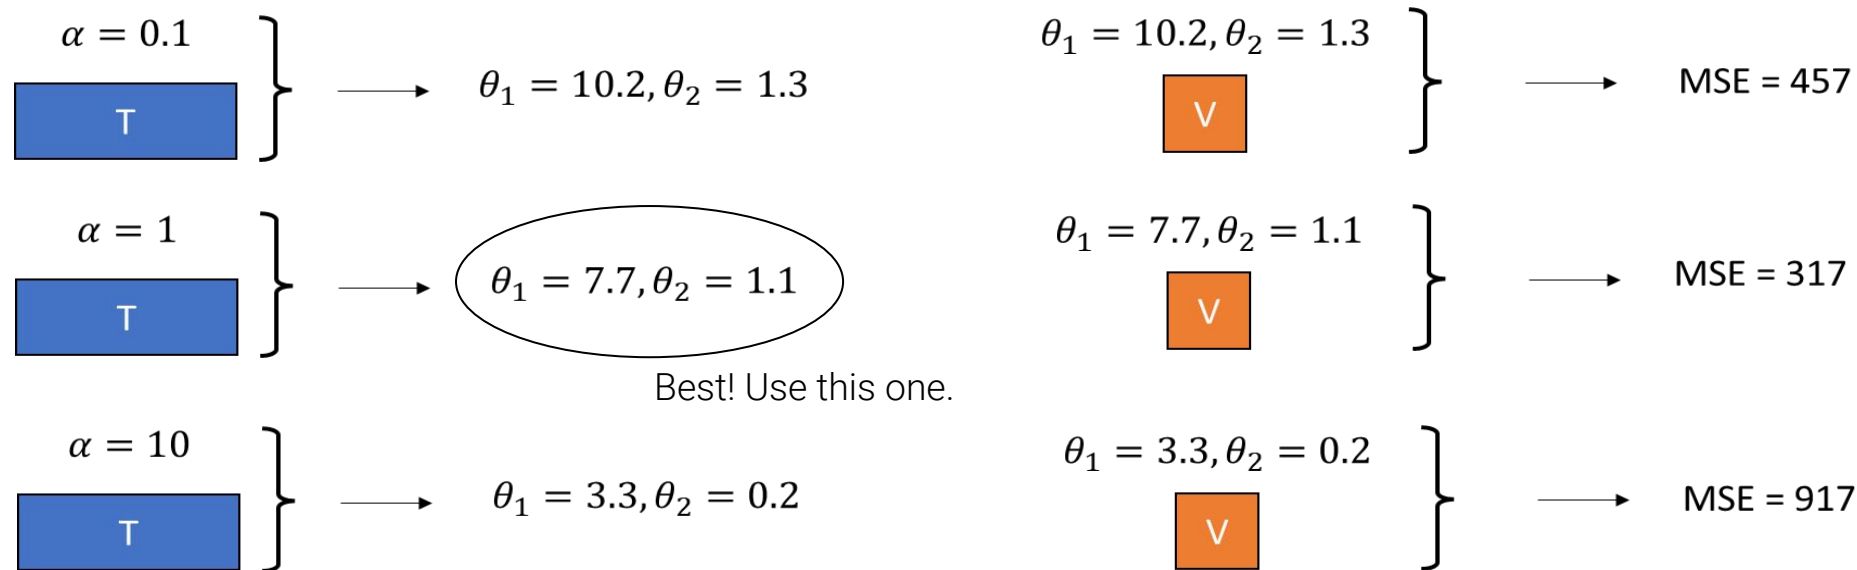 α = 0.1
T
θ₁ = 10.2, θ₂ = 1.3
θ₁ = 10.2, θ₂ = 1.3
V
MSE = 457
α = 1
T
θ₁ = 7.7, θ₂ = 1.1
Best! Use this one.
θ₁ = 7.7, θ₂ = 1.1
V
MSE = 317
α = 10
T
θ₁ = 3.3, θ₂ = 0.2
θ₁ = 3.3, θ₂ = 0.2
V
MSE = 917